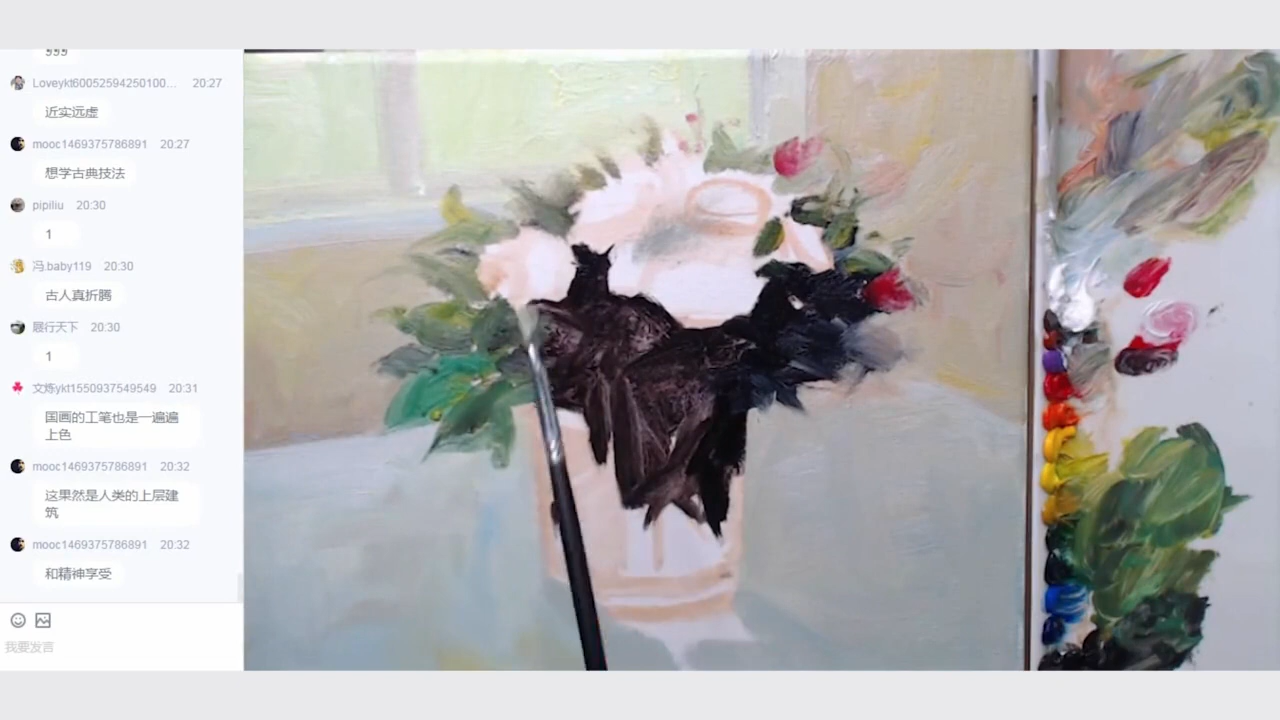 Loveykt60052594250100... 20:27
近实远虚
mooc1469375786891 20:27
想学古典技法
pipiliu 20:30
1
冯.baby119 20:30
古人真折腾
履行天下 20:30
1
文炜ykt1550937549549 20:31
国画的工笔也是一遍遍
上色
mooc1469375786891 20:32
这果然是人类的上层建
筑
mooc1469375786891 20:32
和精神享受
我要发言